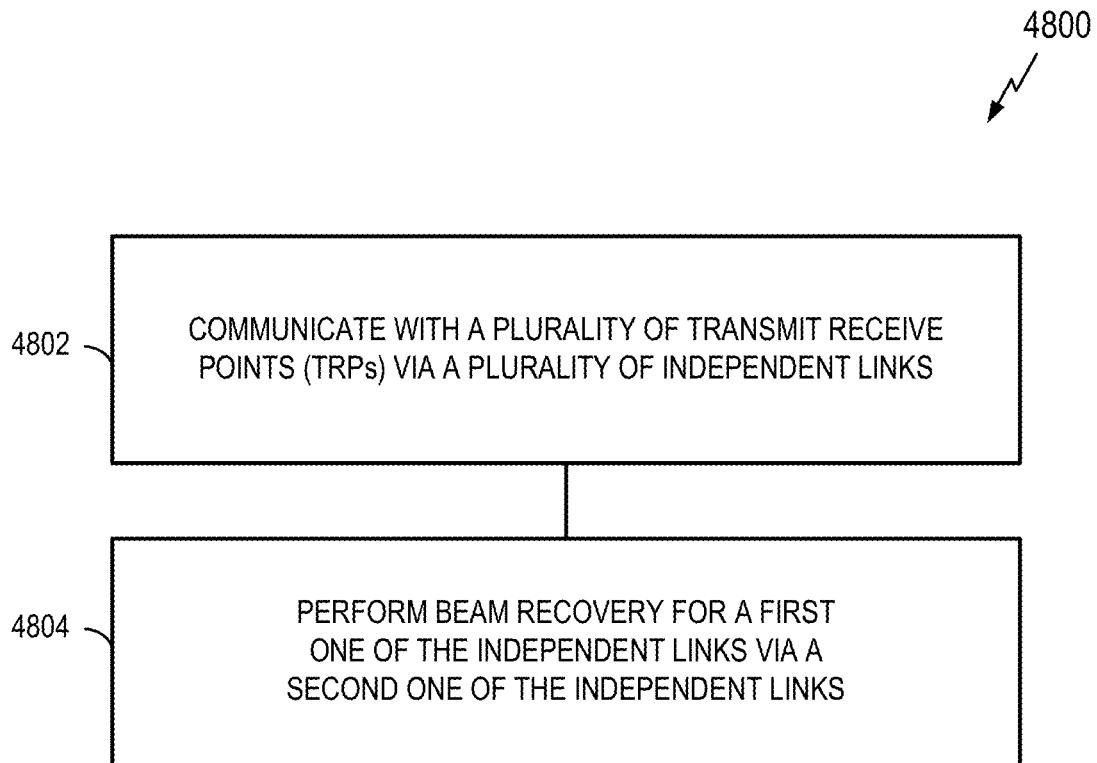 4800
4802
COMMUNICATE WITH A PLURALITY OF TRANSMIT RECEIVE
POINTS (TRPs) VIA A PLURALITY OF INDEPENDENT LINKS
4804
PERFORM BEAM RECOVERY FOR A FIRST
ONE OF THE INDEPENDENT LINKS VIA A
SECOND ONE OF THE INDEPENDENT LINKS